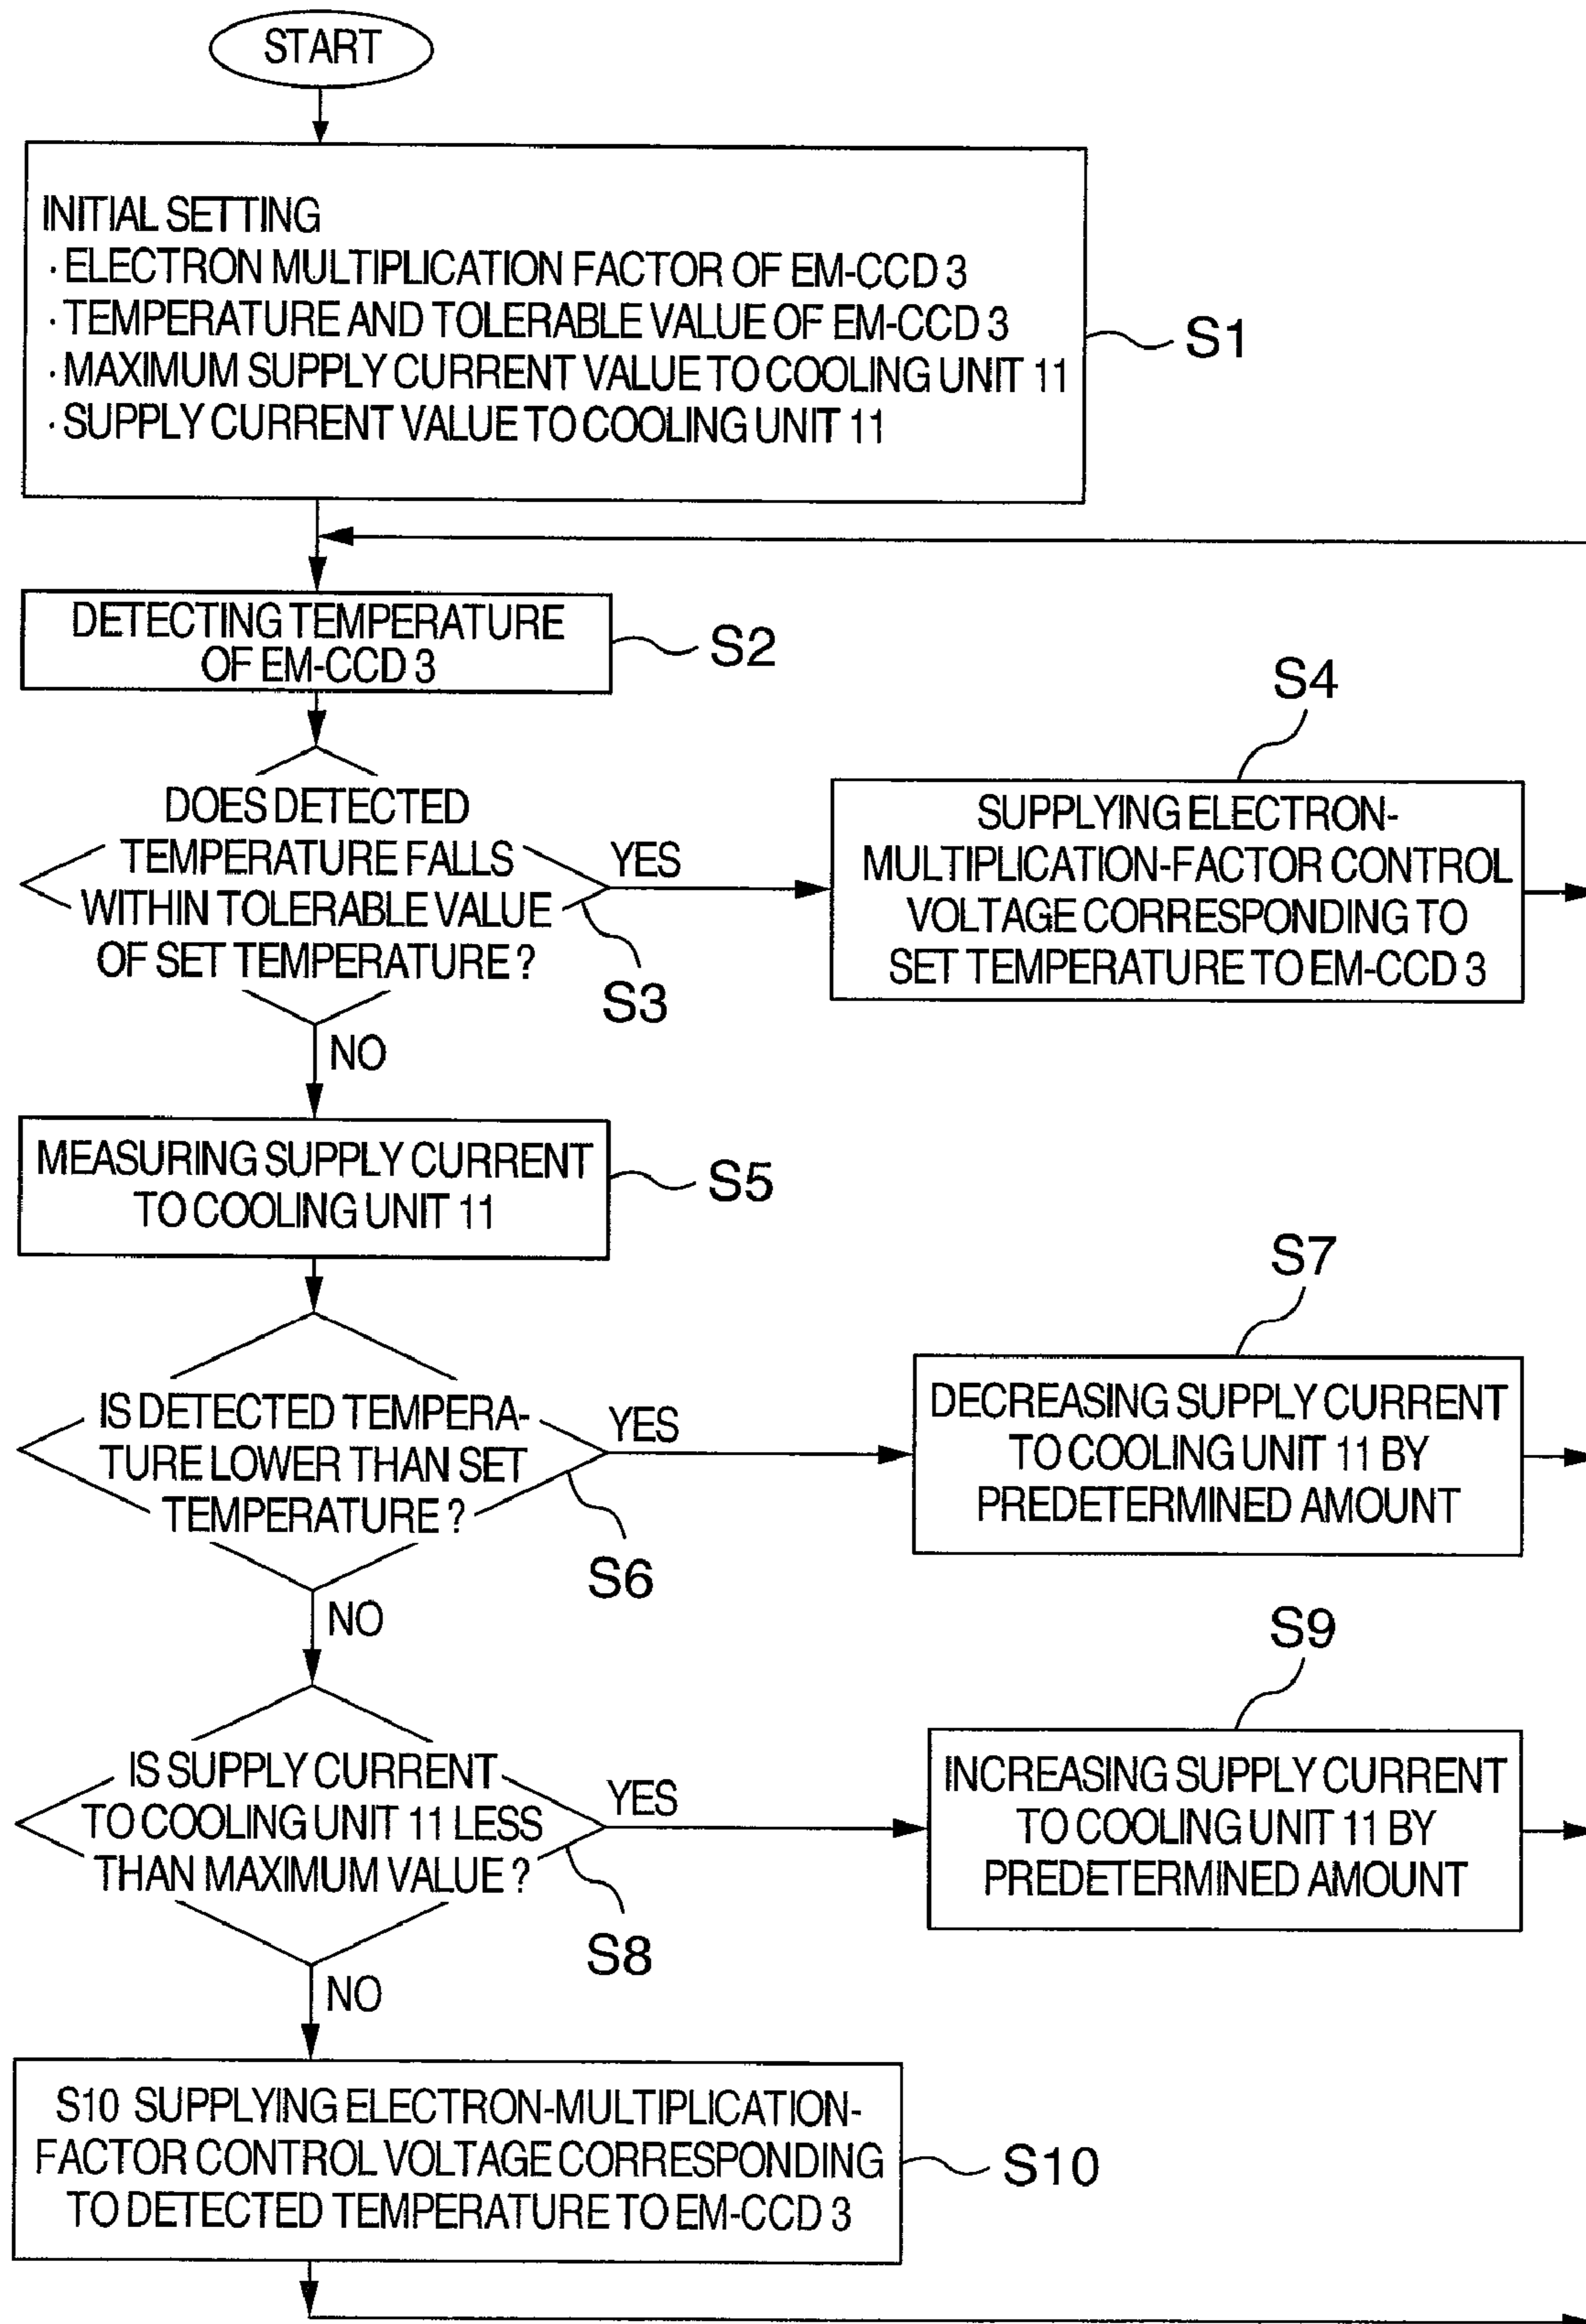 START
INITIAL SETTING
· ELECTRON MULTIPLICATION FACTOR OF EM-CCD 3
· TEMPERATURE AND TOLERABLE VALUE OF EM-CCD 3
· MAXIMUM SUPPLY CURRENT VALUE TO COOLING UNIT 11
· SUPPLY CURRENT VALUE TO COOLING UNIT 11
S1
DETECTING TEMPERATURE
OF EM-CCD 3
S2
DOES DETECTED
TEMPERATURE FALLS
WITHIN TOLERABLE VALUE
OF SET TEMPERATURE ?
S3
YES
NO
S4
SUPPLYING ELECTRON-
MULTIPLICATION-FACTOR CONTROL
VOLTAGE CORRESPONDING TO
SET TEMPERATURE TO EM-CCD 3
MEASURING SUPPLY CURRENT
TO COOLING UNIT 11
S5
IS DETECTED TEMPERA-
TURE LOWER THAN SET
TEMPERATURE ?
S6
YES
NO
S7
DECREASING SUPPLY CURRENT
TO COOLING UNIT 11 BY
PREDETERMINED AMOUNT
IS SUPPLY CURRENT
TO COOLING UNIT 11 LESS
THAN MAXIMUM VALUE ?
S8
YES
NO
S9
INCREASING SUPPLY CURRENT
TO COOLING UNIT 11 BY
PREDETERMINED AMOUNT
S10 SUPPLYING ELECTRON-MULTIPLICATION-
FACTOR CONTROL VOLTAGE CORRESPONDING
TO DETECTED TEMPERATURE TO EM-CCD 3
S10